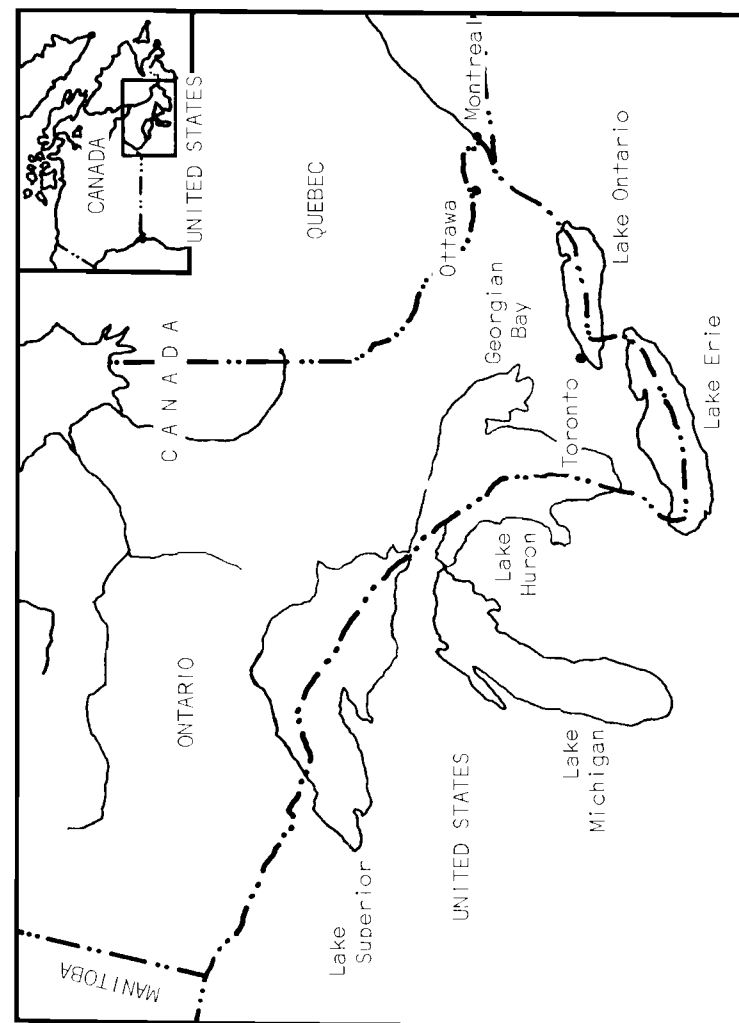 CANADA
UNITED STATES
MANITOBA
ONTARIO
CANADA
QUEBEC
Lake
Superior
UNITED STATES
Lake
Michigan
Lake
Huron
Georgian
Bay
Toronto
Ottawa
Montreal
Lake Ontario
Lake Erie